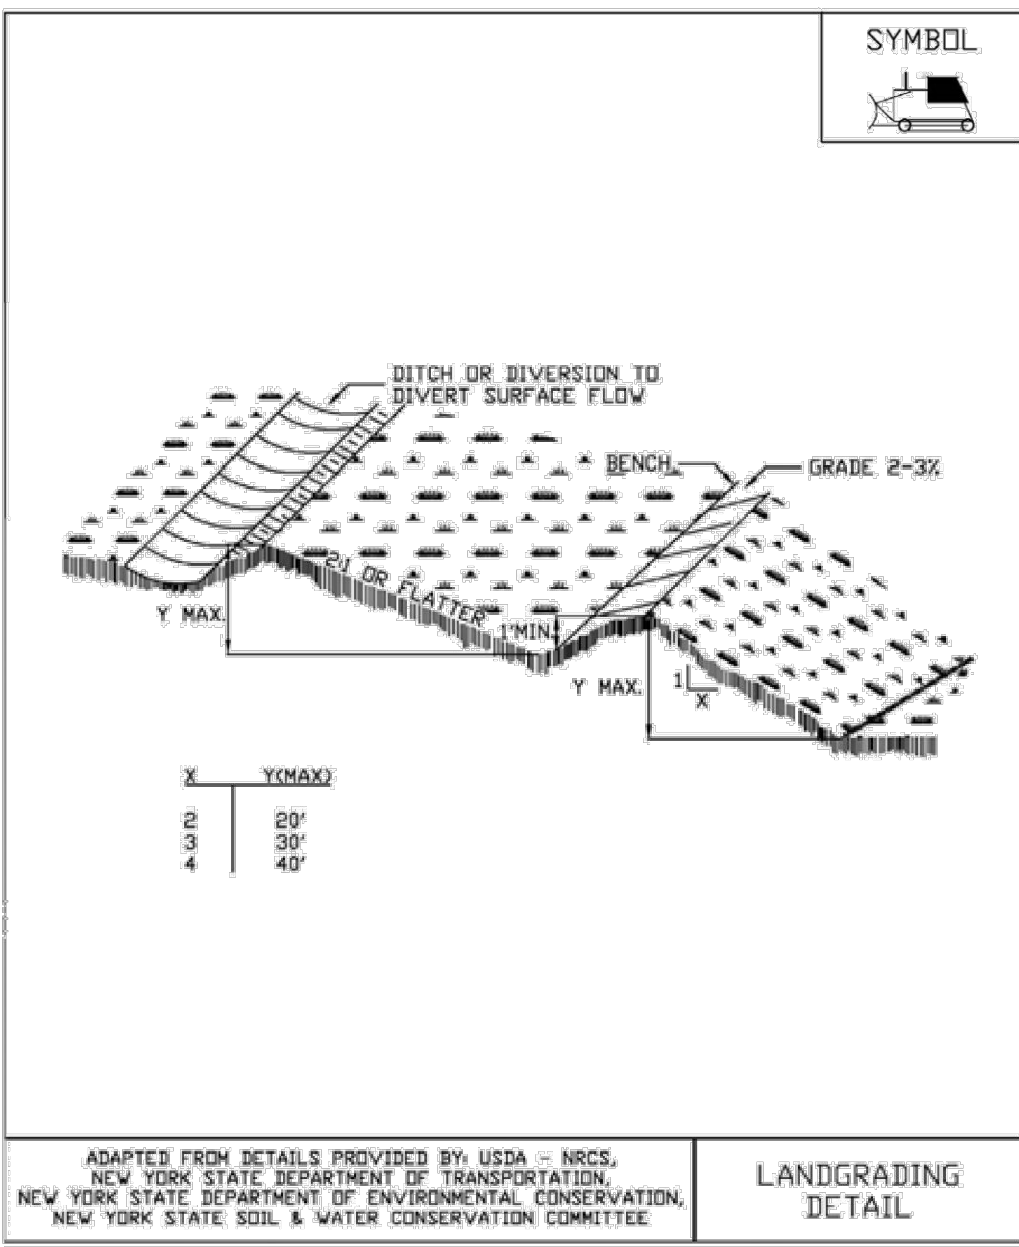 SYMBOL
DITCH OR DIVERSION TO
DIVERT SURFACE FLOW
BENCH
GRADE 2-3%
2:1 OR FLATTER
Y MAX.
1'MIN.
Y MAX.
1
X
X Y(MAX)
2 20'
3 30'
4 40'
ADAPTED FROM DETAILS PROVIDED BY: USDA - NRCS,
NEW YORK STATE DEPARTMENT OF TRANSPORTATION,
NEW YORK STATE DEPARTMENT OF ENVIRONMENTAL CONSERVATION,
NEW YORK STATE SOIL & WATER CONSERVATION COMMITTEE
LANDGRADING
DETAIL